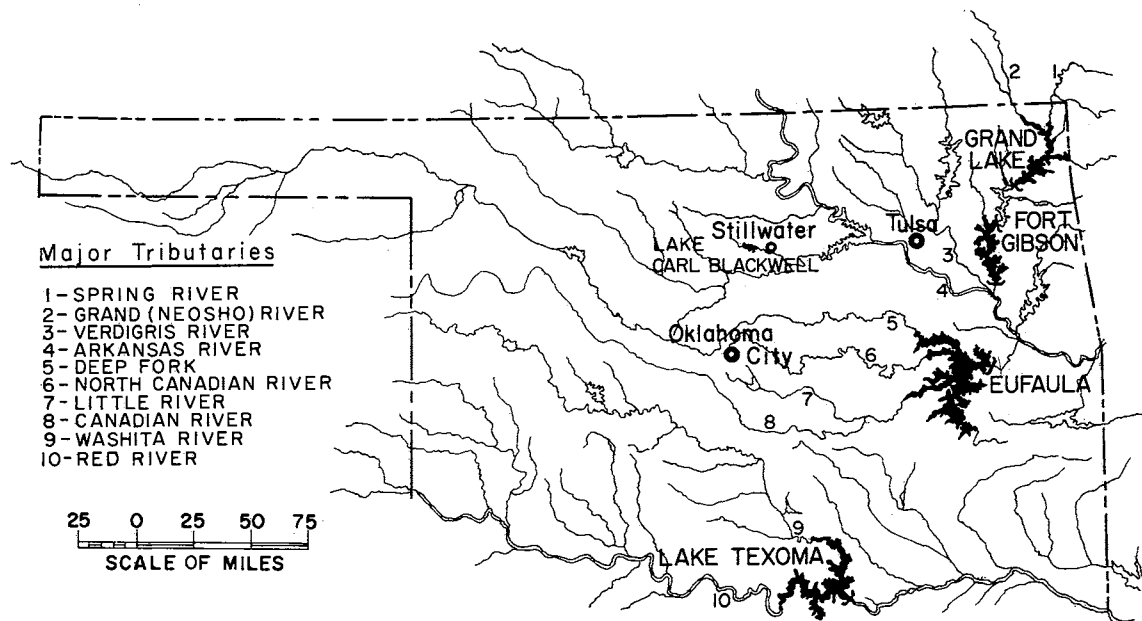 2
1
GRAND
LAKE
Stillwater
Tulsa
FORT
GIBSON
LAKE
CARL BLACKWELL
3
4
Major Tributaries
1-SPRING RIVER
2-GRAND (NEOSHO) RIVER
3-VERDIGRIS RIVER
4-ARKANSAS RIVER
5-DEEP FORK
6-NORTH CANADIAN RIVER
7-LITTLE RIVER
8-CANADIAN RIVER
9-WASHITA RIVER
10-RED RIVER
Oklahoma
City
5
6
EUFAULA
7
8
25 0 25 50 75
SCALE OF MILES
9
LAKE TEXOMA
10